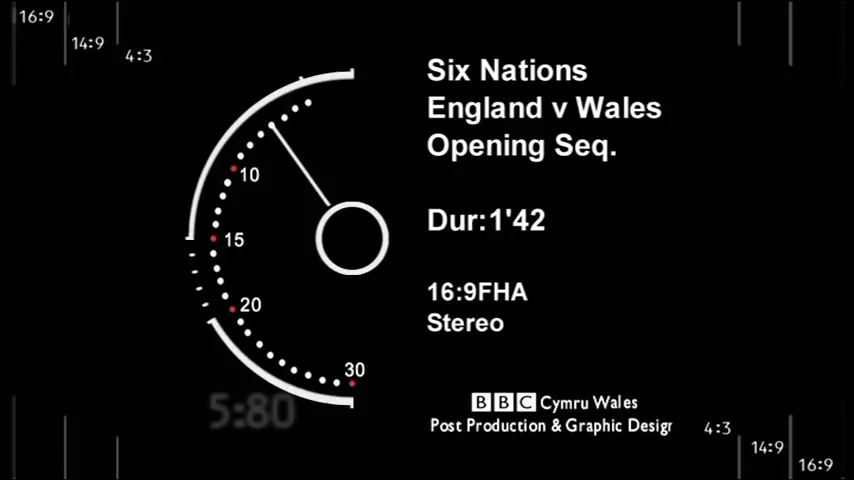 16:9
14:9
4:3
Six Nations
England v Wales
Opening Seq.
10
Dur:1'42
15
16:9FHA
20
Stereo
30
BBC Cymru Wales
5:80
Post Production & Graphic Desigr
4:3
14:9
16:9